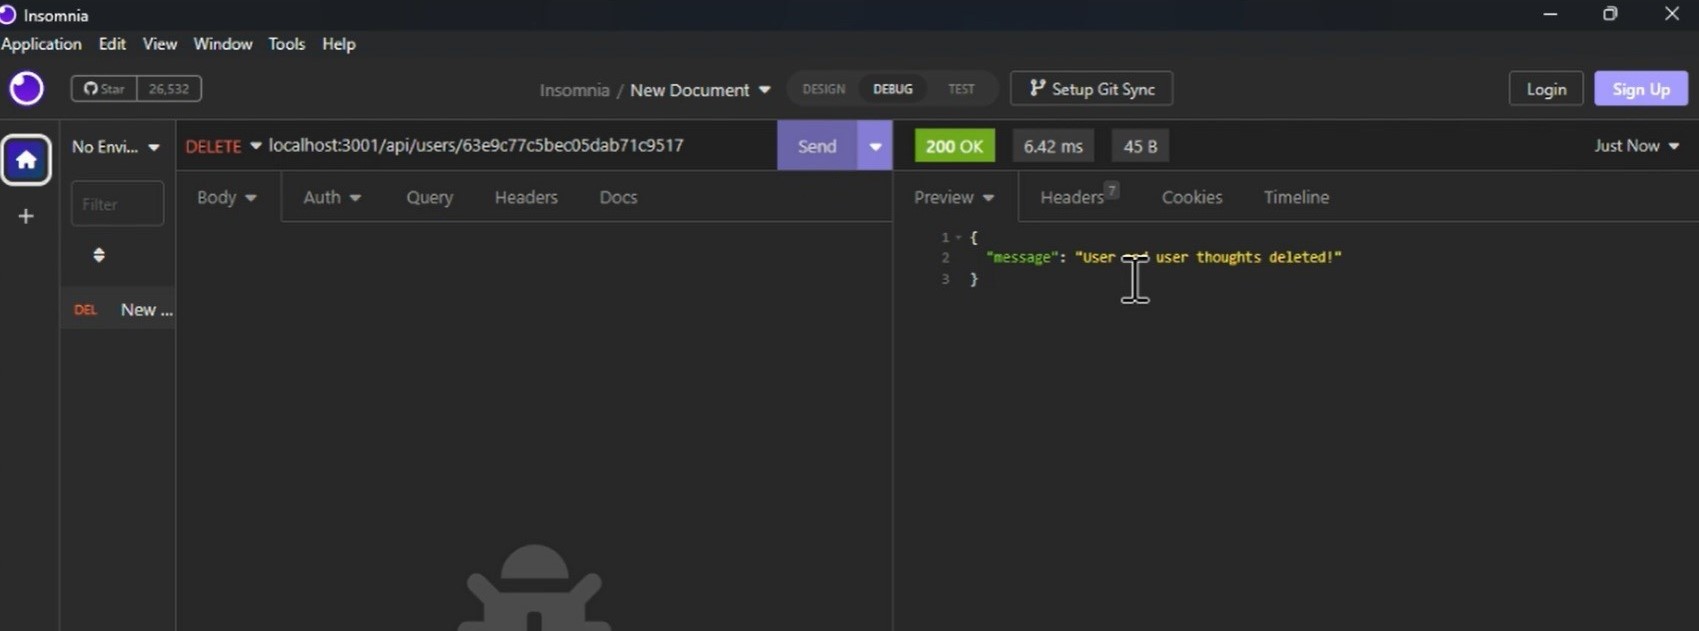 Insomnia
Application Edit View Window Tools Help
Star 26,532 Insomnia / New Document DESIGN DEBUG TEST Setup Git Sync Login Sign Up
No Envi... DELETE localhost:3001/api/users/63e9c77c5bec05dab71c9517 Send 200 OK 6.42 ms 45 B Just Now
Filter Body Auth Query Headers Docs Preview Headers 7 Cookies Timeline
1 {
2 "message": "User and user thoughts deleted!"
3 }
DEL New ...